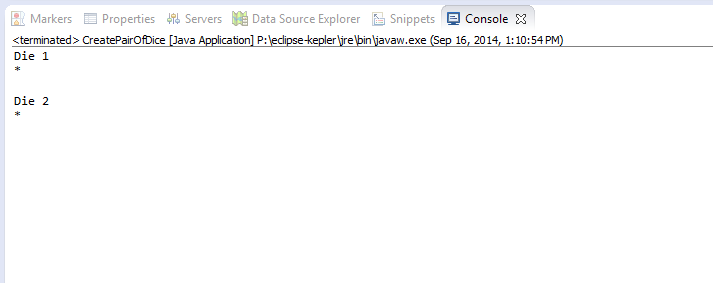 Markers Properties Servers Data Source Explorer Snippets Console
<terminated> CreatePairOfDice [Java Application] P:\eclipse-kepler\jre\bin\javaw.exe (Sep 16, 2014, 1:10:54 PM)
Die 1
*
Die 2
*